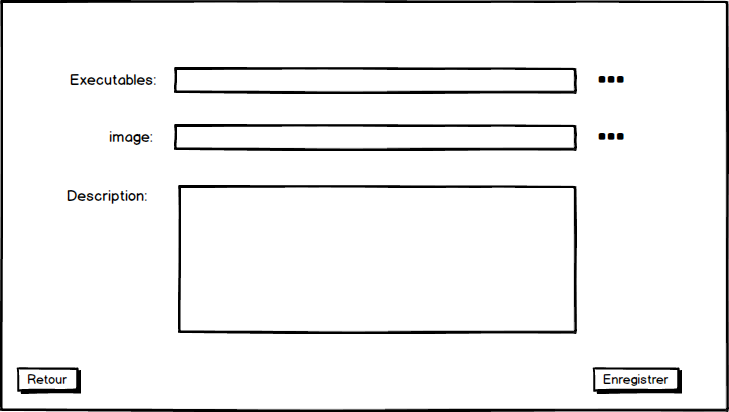 Executables:
image:
Description:
Retour
Enregistrer